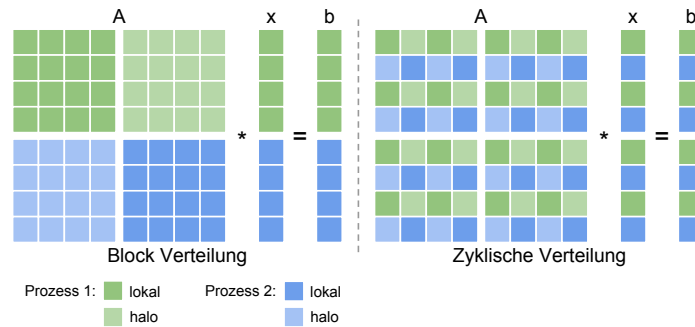 A x b
* =
Block Verteilung
A x b
* =
Zyklische Verteilung
Prozess 1: lokal
halo
Prozess 2: lokal
halo